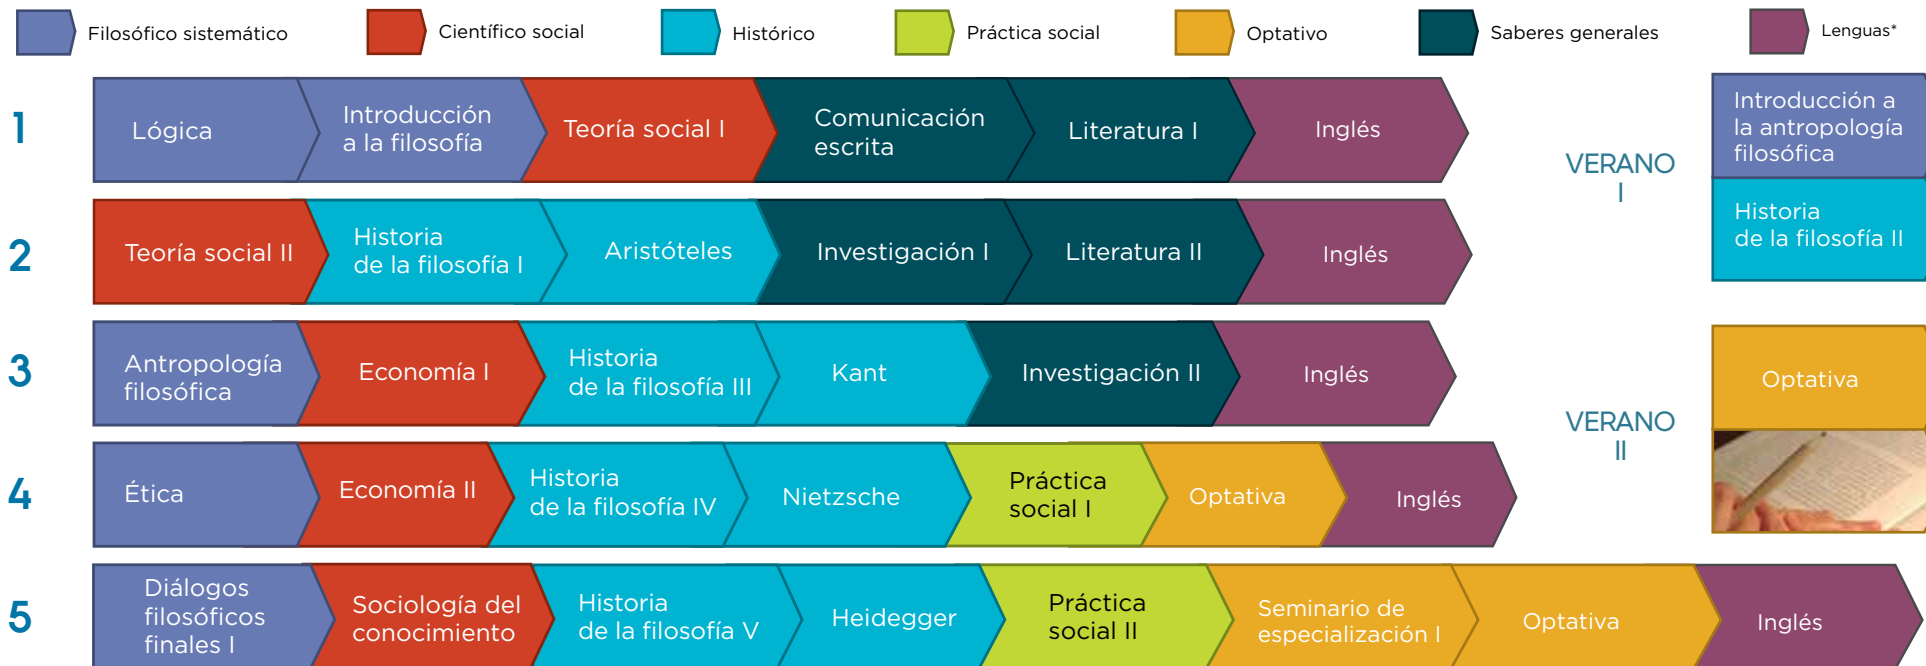 Filosófico sistemático
Científico social
Histórico
Práctica social
Optativo
Saberes generales
Lenguas*
1
Lógica
Introducción
a la filosofía
Teoría social I
Comunicación
escrita
Literatura I
Inglés
VERANO
I
Introducción a
la antropología
filosófica
Historia
de la filosofía II
2
Teoría social II
Historia
de la filosofía I
Aristóteles
Investigación I
Literatura II
Inglés
3
Antropología
filosófica
Economía I
Historia
de la filosofía III
Kant
Investigación II
Inglés
VERANO
II
Optativa
4
Ética
Economía II
Historia
de la filosofía IV
Nietzsche
Práctica
social I
Optativa
Inglés
5
Diálogos
filosóficos
finales I
Sociología del
conocimiento
Historia
de la filosofía V
Heidegger
Práctica
social II
Seminario de
especialización I
Optativa
Inglés